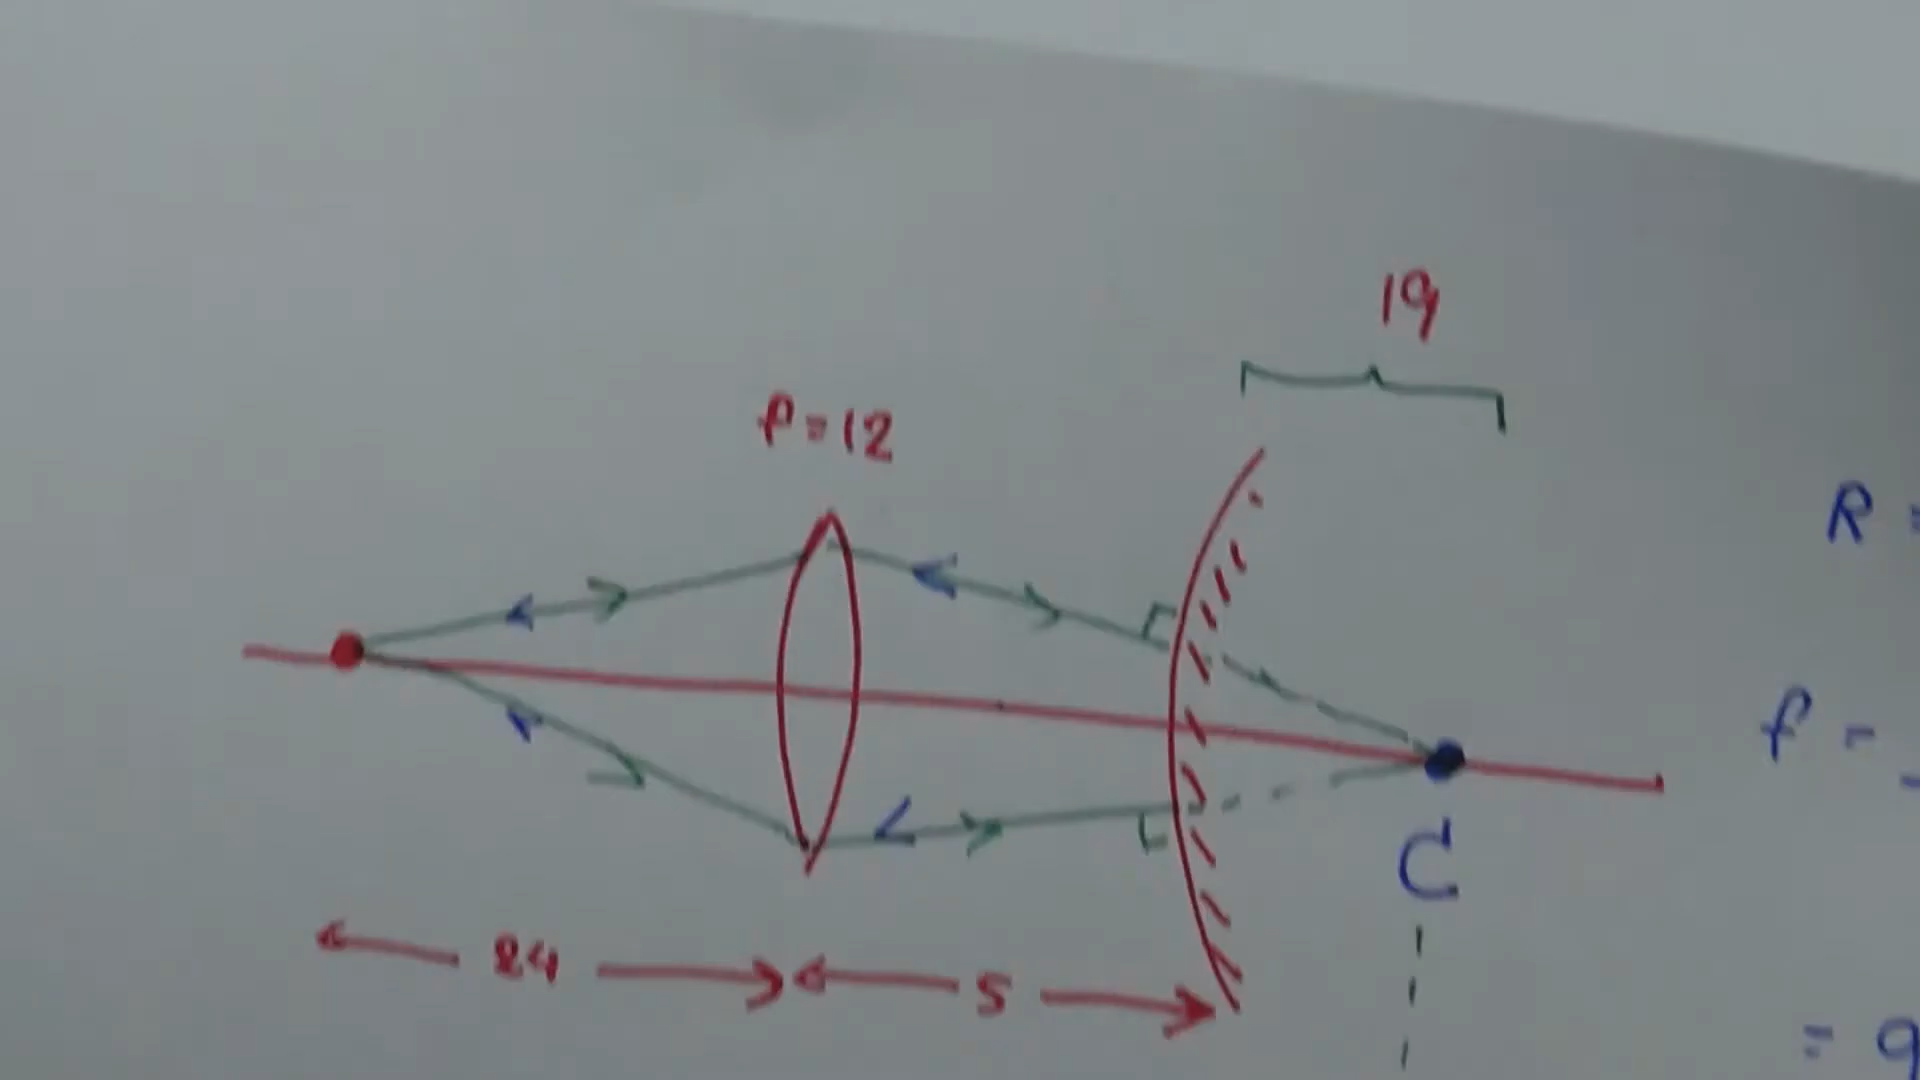 19
f=12
R =
f =
C
24
5
= 9